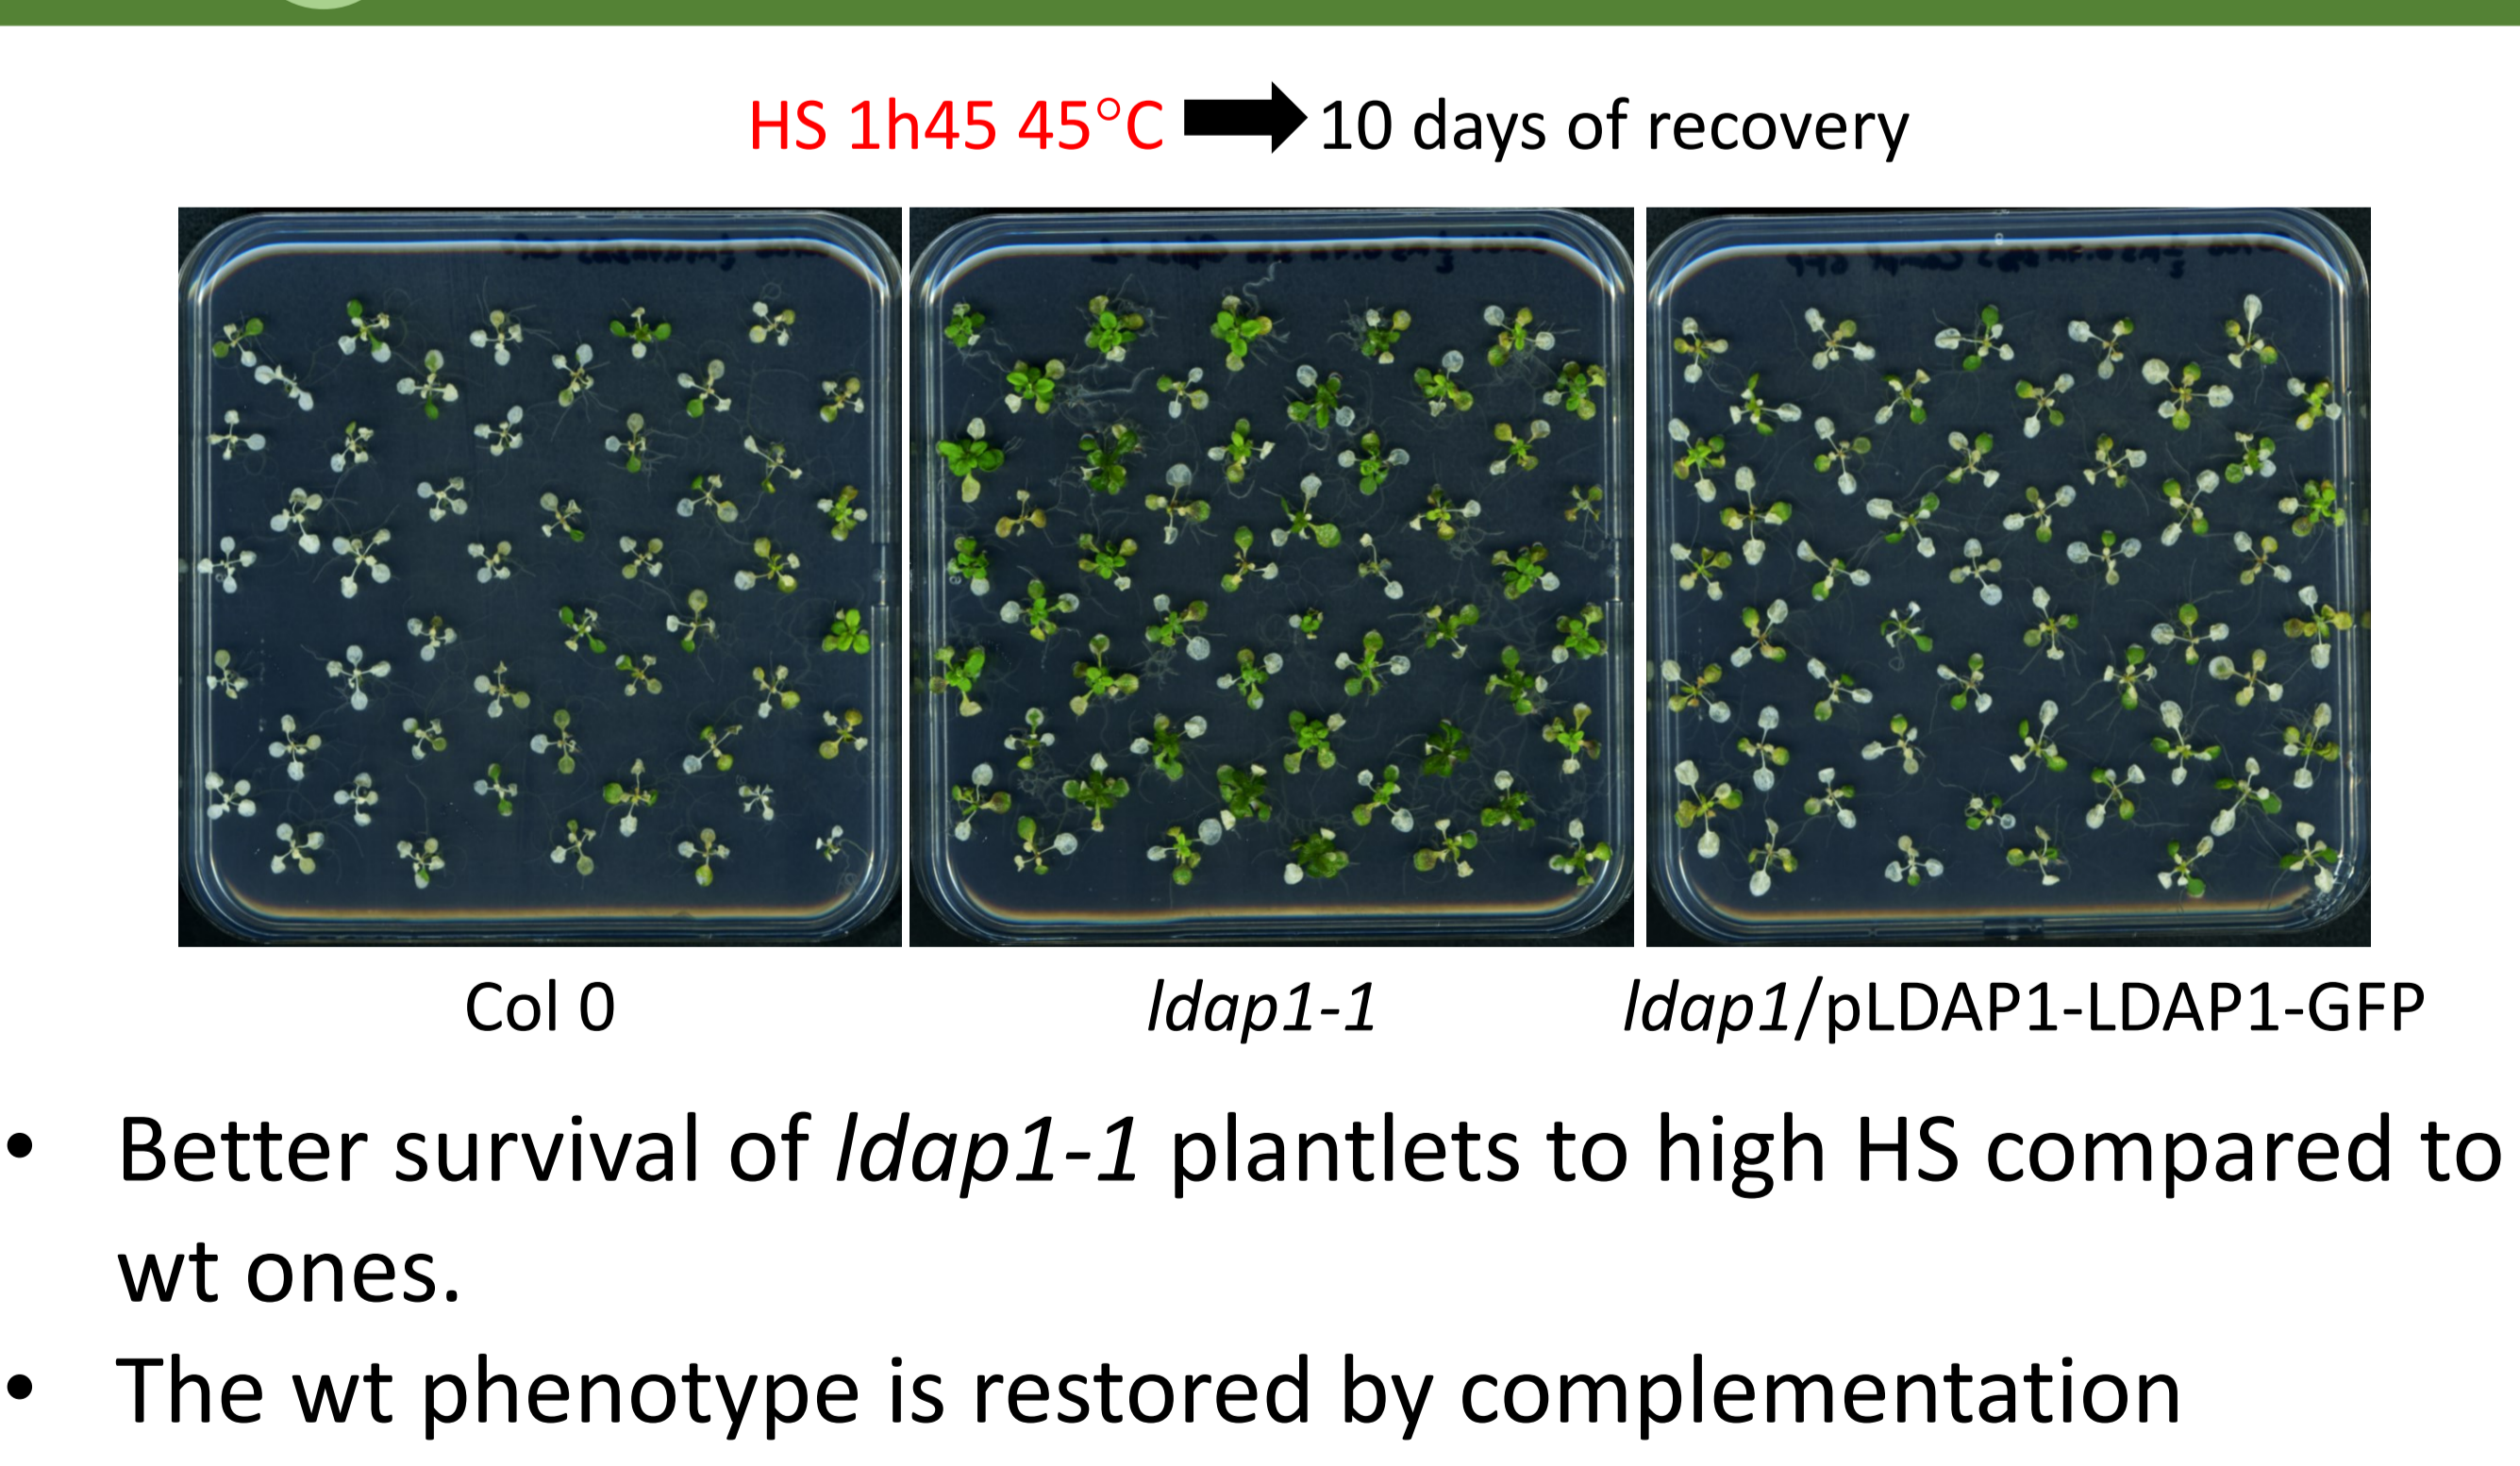 HS 1h45 45°C 10 days of recovery
Col 0
ldap1-1
ldap1/pLDAP1-LDAP1-GFP
• Better survival of ldap1-1 plantlets to high HS compared to
wt ones.
• The wt phenotype is restored by complementation